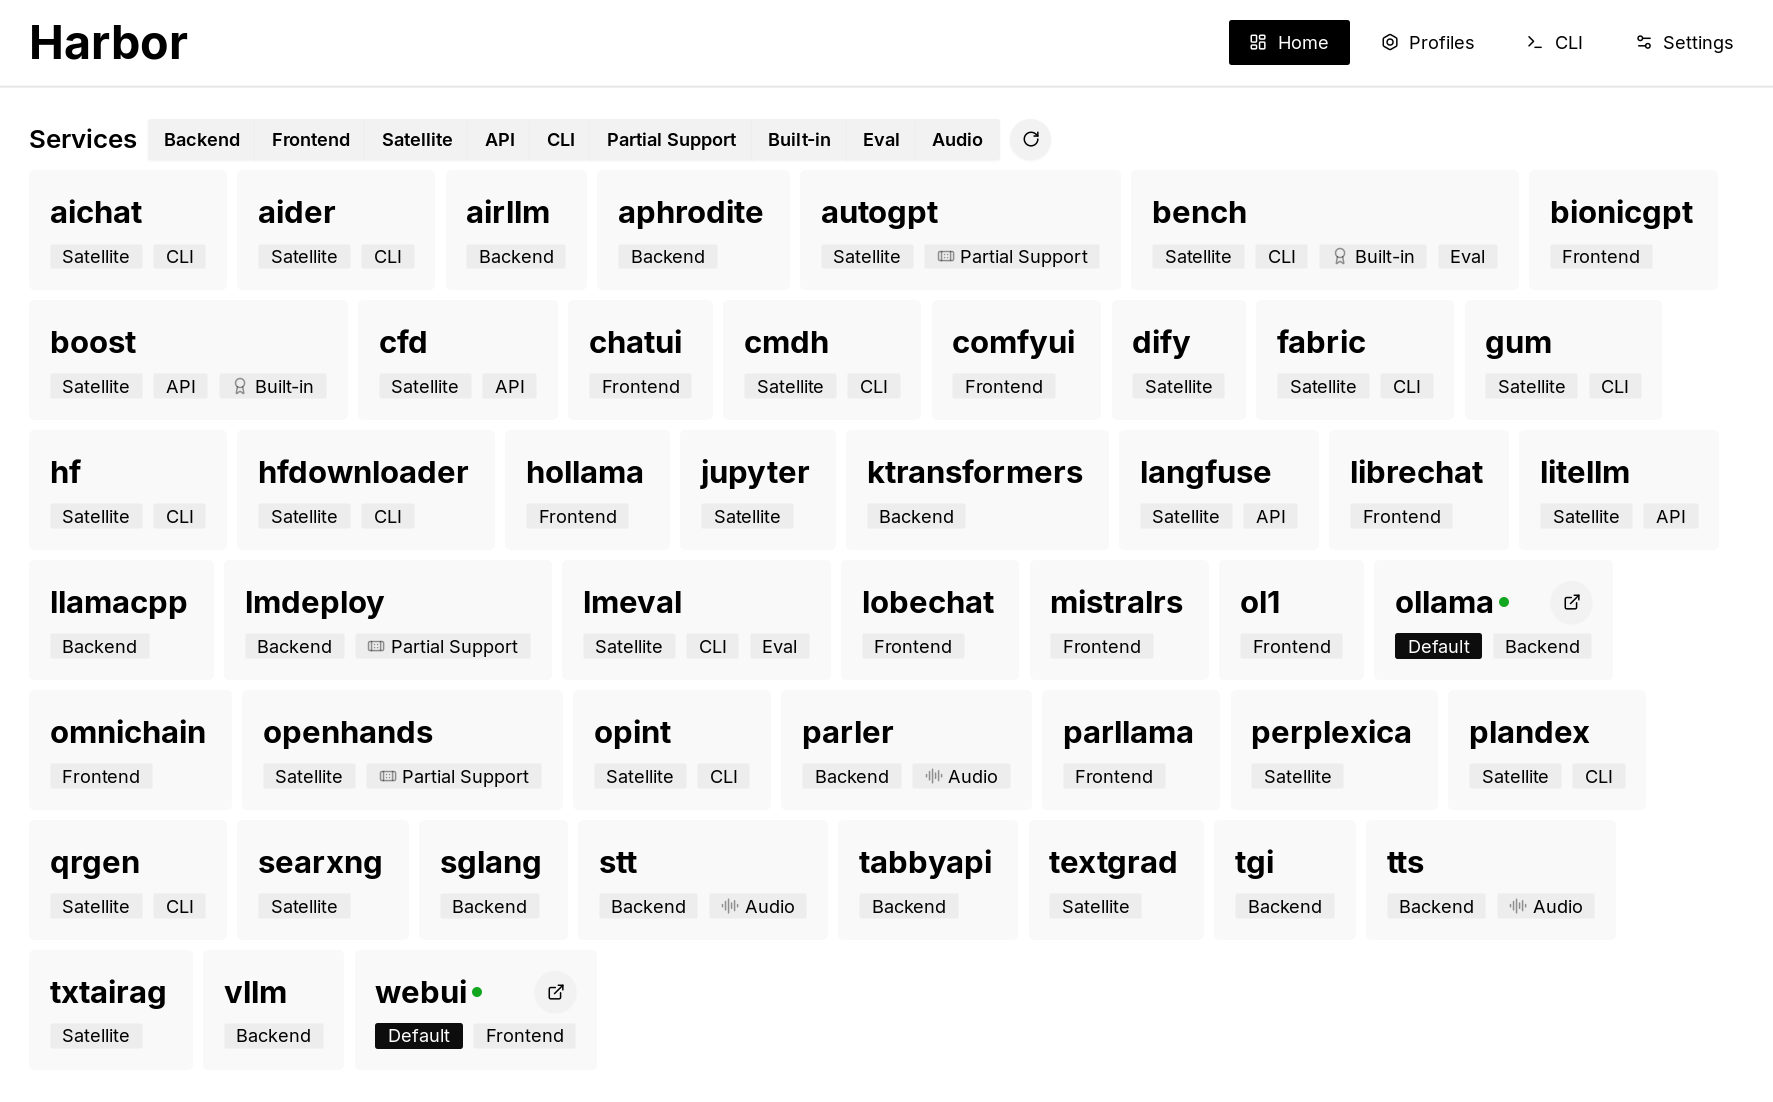 Harbor
Home Profiles CLI Settings
Services Backend Frontend Satellite API CLI Partial Support Built-in Eval Audio
aichat aider airllm aphrodite autogpt bench bionicgpt
Satellite CLI Satellite CLI Backend Backend Satellite Partial Support Satellite CLI Built-in Eval Frontend
boost cfd chatui cmdh comfyui dify fabric gum
Satellite API Built-in Satellite API Frontend Satellite CLI Frontend Satellite Satellite CLI Satellite CLI
hf hfdownloader hollama jupyter ktransformers langfuse librechat litellm
Satellite CLI Satellite CLI Frontend Satellite Backend Satellite API Frontend Satellite API
llamacpp lmdeploy lmeval lobechat mistralrs ol1 ollama
Backend Backend Partial Support Satellite CLI Eval Frontend Frontend Frontend Default Backend
omnichain openhands opint parler parllama perplexica plandex
Frontend Satellite Partial Support Satellite CLI Backend Audio Frontend Satellite Satellite CLI
qrgen searxng sglang stt tabbyapi textgrad tgi tts
Satellite CLI Satellite Backend Backend Audio Backend Satellite Backend Backend Audio
txtairag vllm webui
Satellite Backend Default Frontend